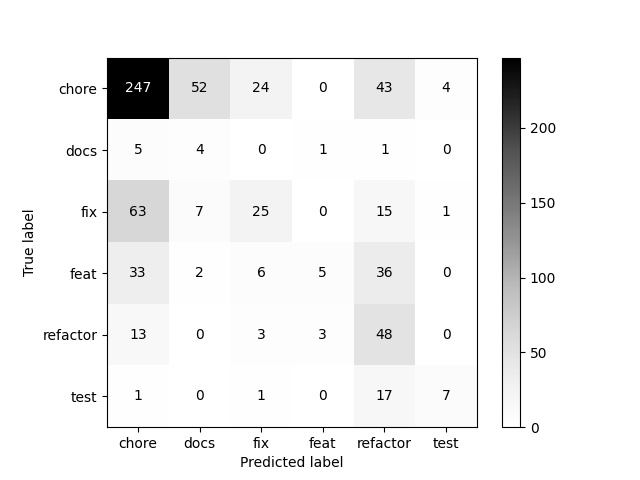 chore 247 52 24 0 43 4
docs 5 4 0 1 1 0
fix 63 7 25 0 15 1
feat 33 2 6 5 36 0
refactor 13 0 3 3 48 0
test 1 0 1 0 17 7
chore docs fix feat refactor test
Predicted label
True label
200
150
100
50
0